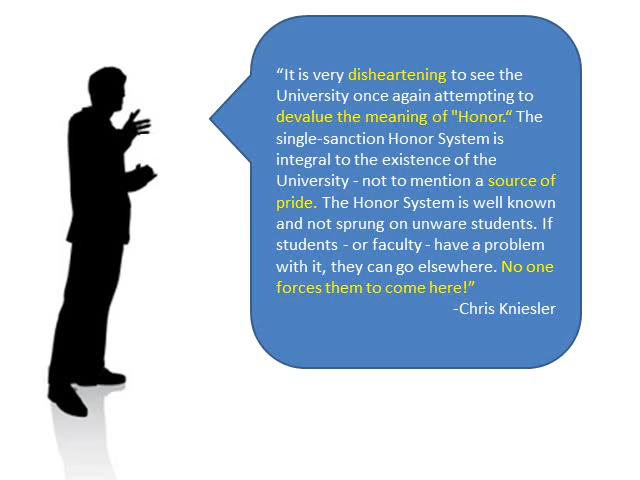 “It is very disheartening to see the
University once again attempting to
devalue the meaning of "Honor.“ The
single-sanction Honor System is
integral to the existence of the
University - not to mention a source of
pride. The Honor System is well known
and not sprung on unware students. If
students - or faculty - have a problem
with it, they can go elsewhere. No one
forces them to come here!”
-Chris Kniesler